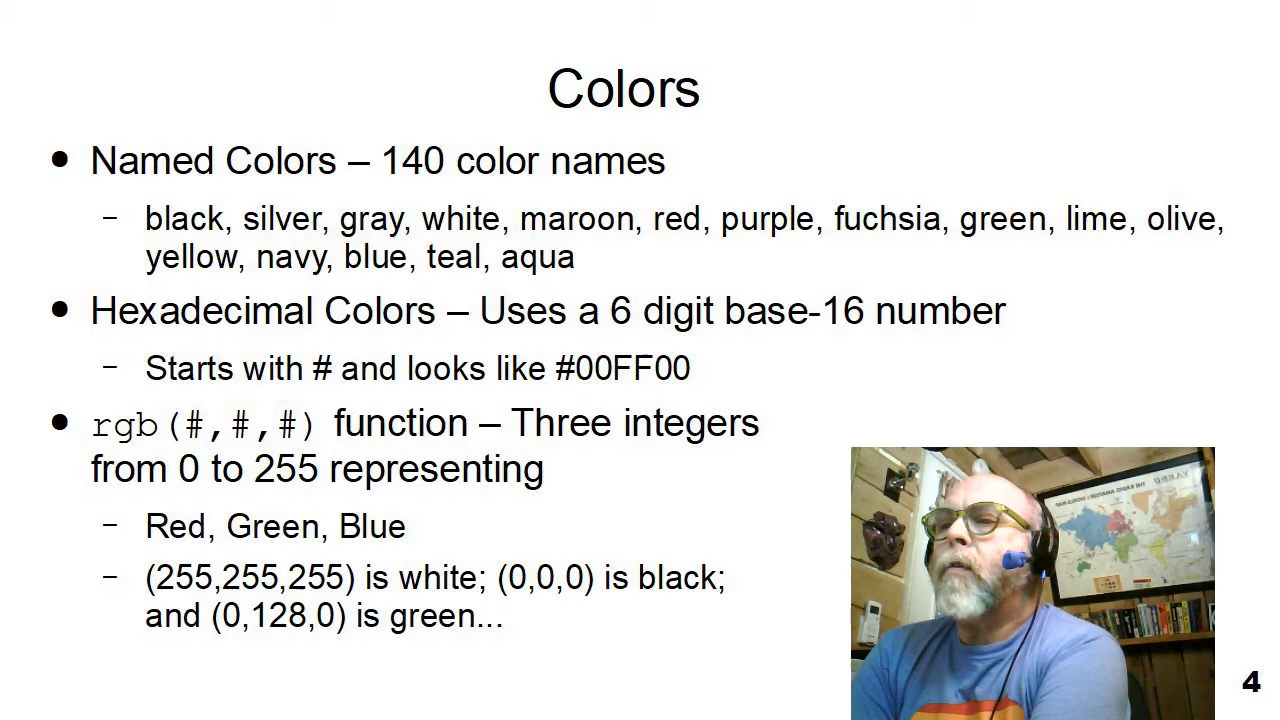 Colors
● Named Colors – 140 color names
– black, silver, gray, white, maroon, red, purple, fuchsia, green, lime, olive,
yellow, navy, blue, teal, aqua
● Hexadecimal Colors – Uses a 6 digit base-16 number
– Starts with # and looks like #00FF00
● rgb(#,#,#) function – Three integers
from 0 to 255 representing
– Red, Green, Blue
– (255,255,255) is white; (0,0,0) is black;
and (0,128,0) is green...
4